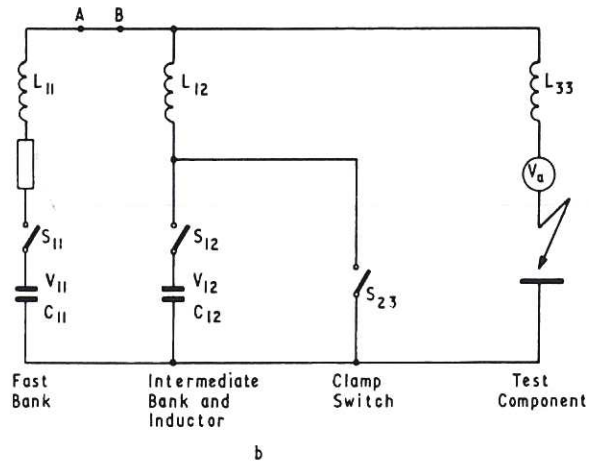 A B
L11
L12
L33
Va
S11
S12
V11
C11
V12
C12
S23
Fast
Bank
Intermediate
Bank and
Inductor
Clamp
Switch
Test
Component
b